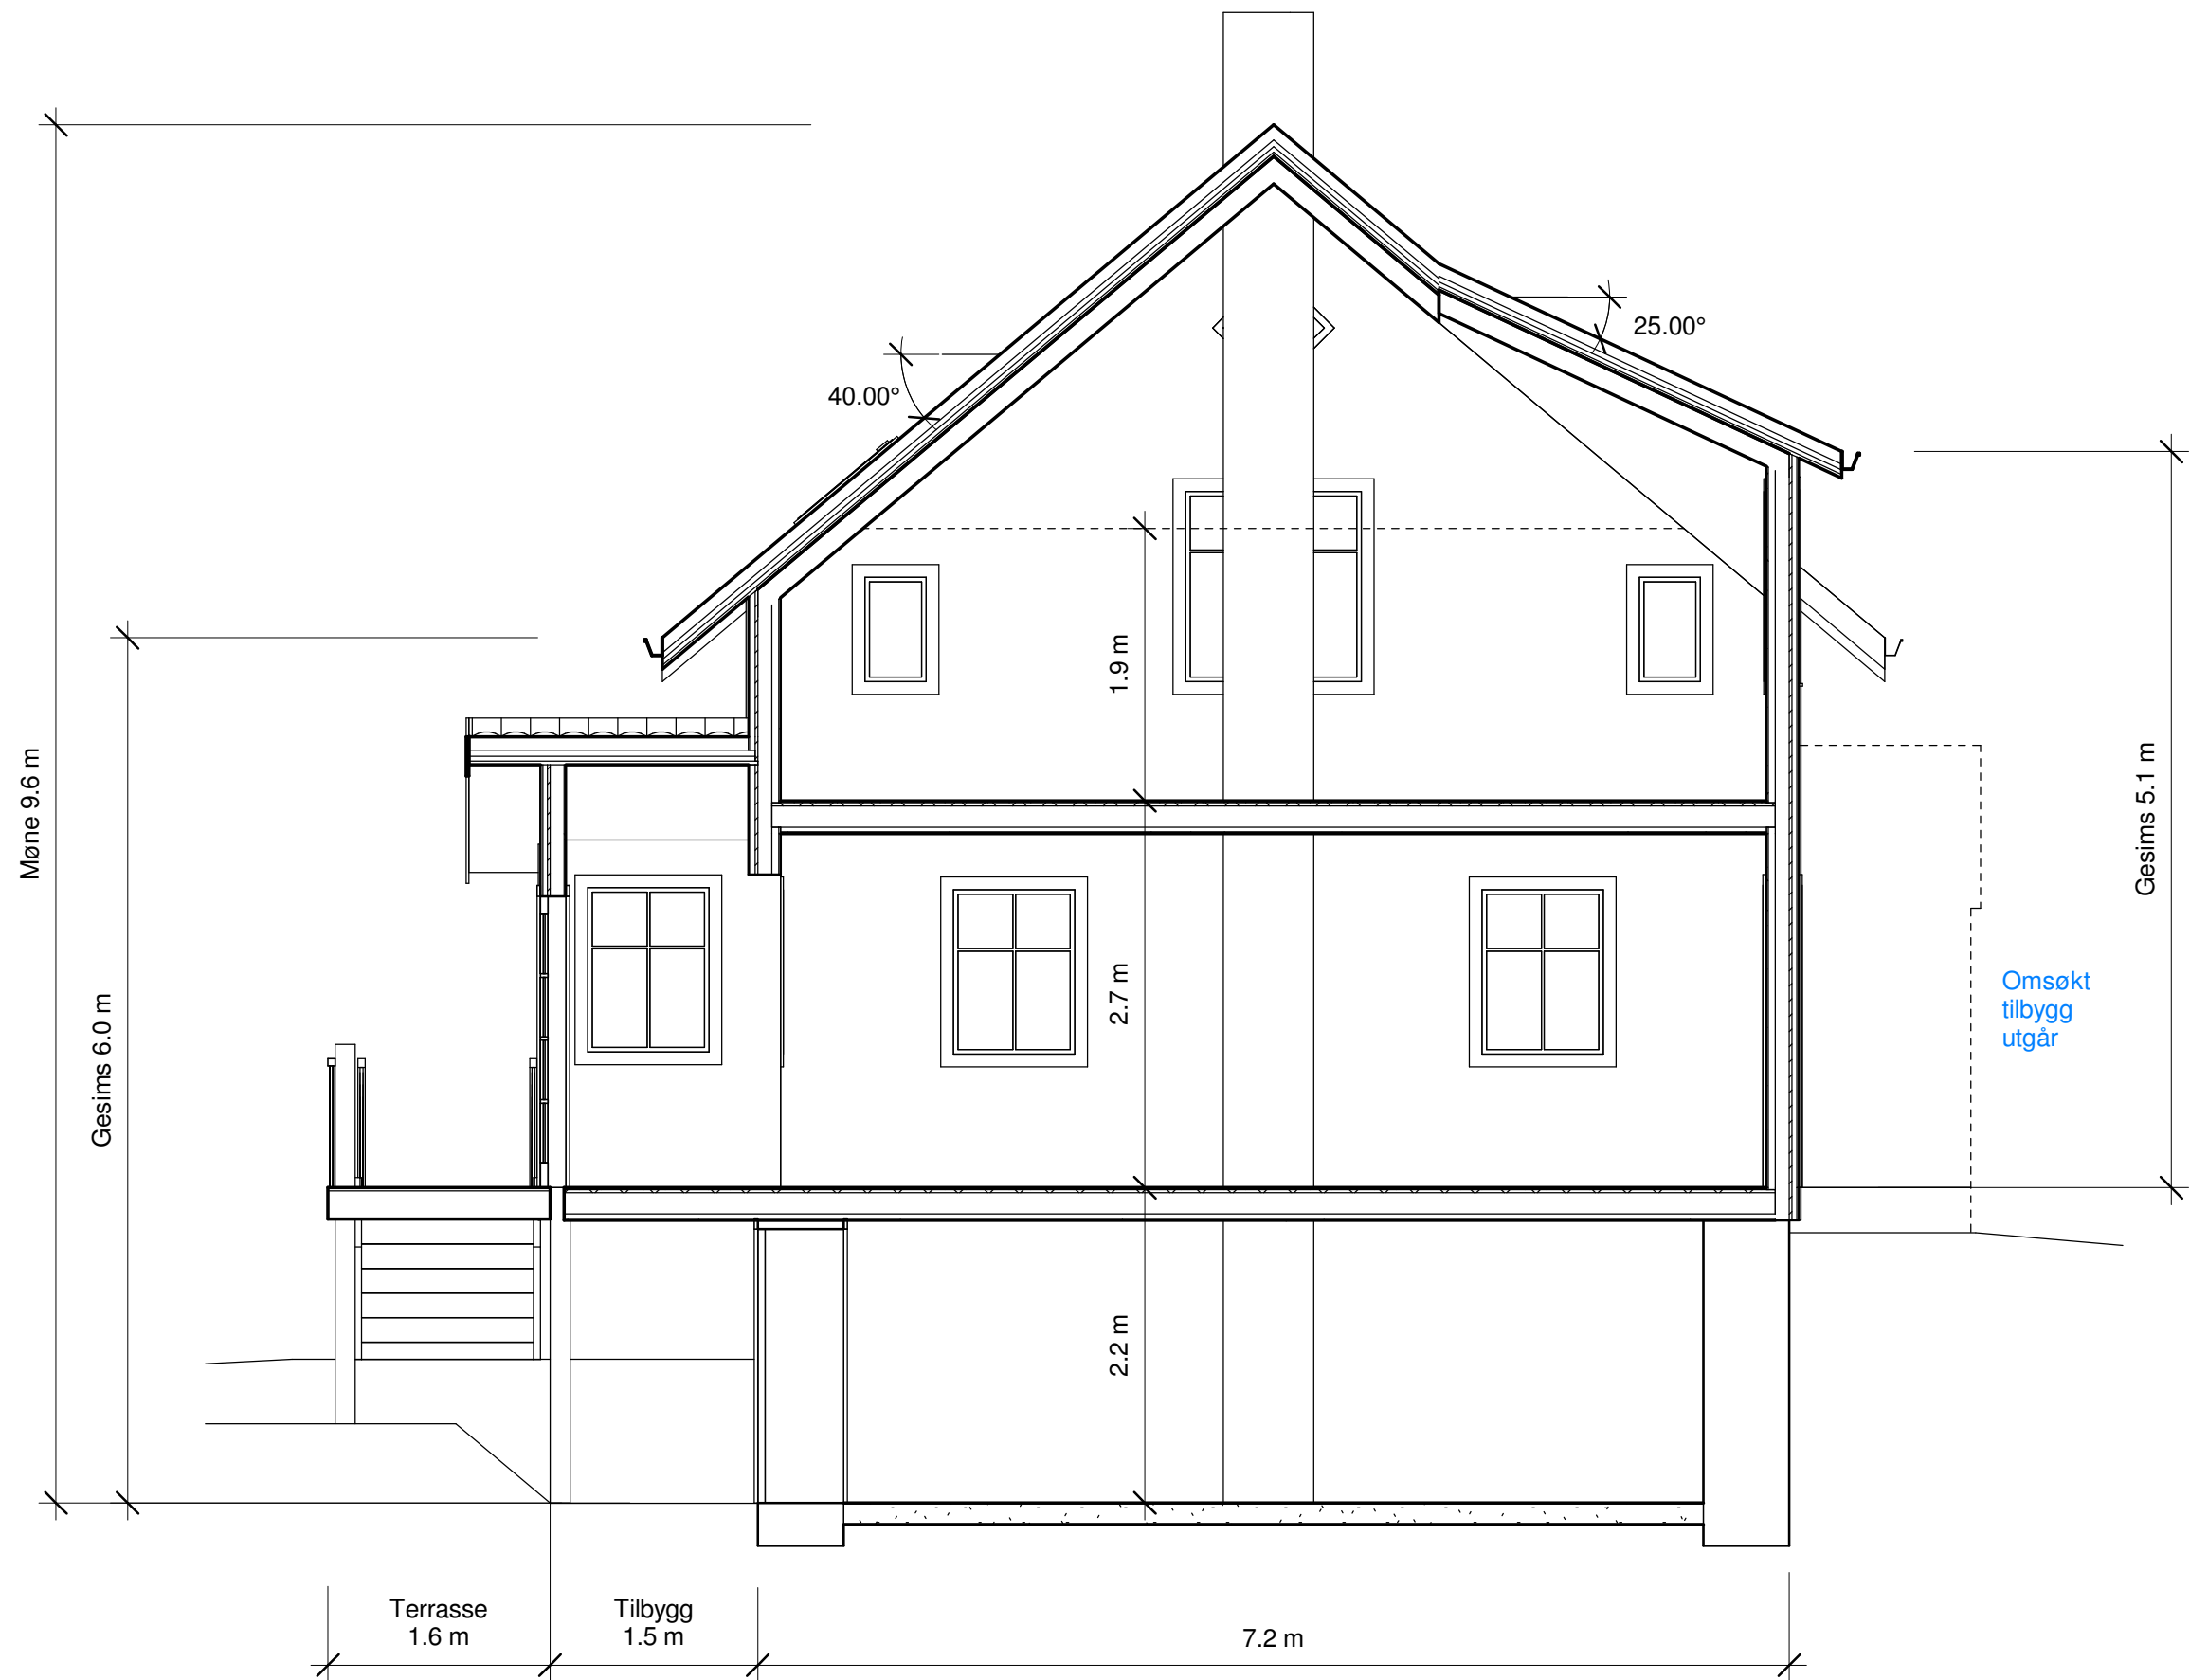 25.00°
40.00°
1.9 m
Møne 9.6 m
Gesims 5.1 m
2.7 m
Omsøkt
tilbygg
utgår
Gesims 6.0 m
2.2 m
Terrasse
1.6 m
Tilbygg
1.5 m
7.2 m